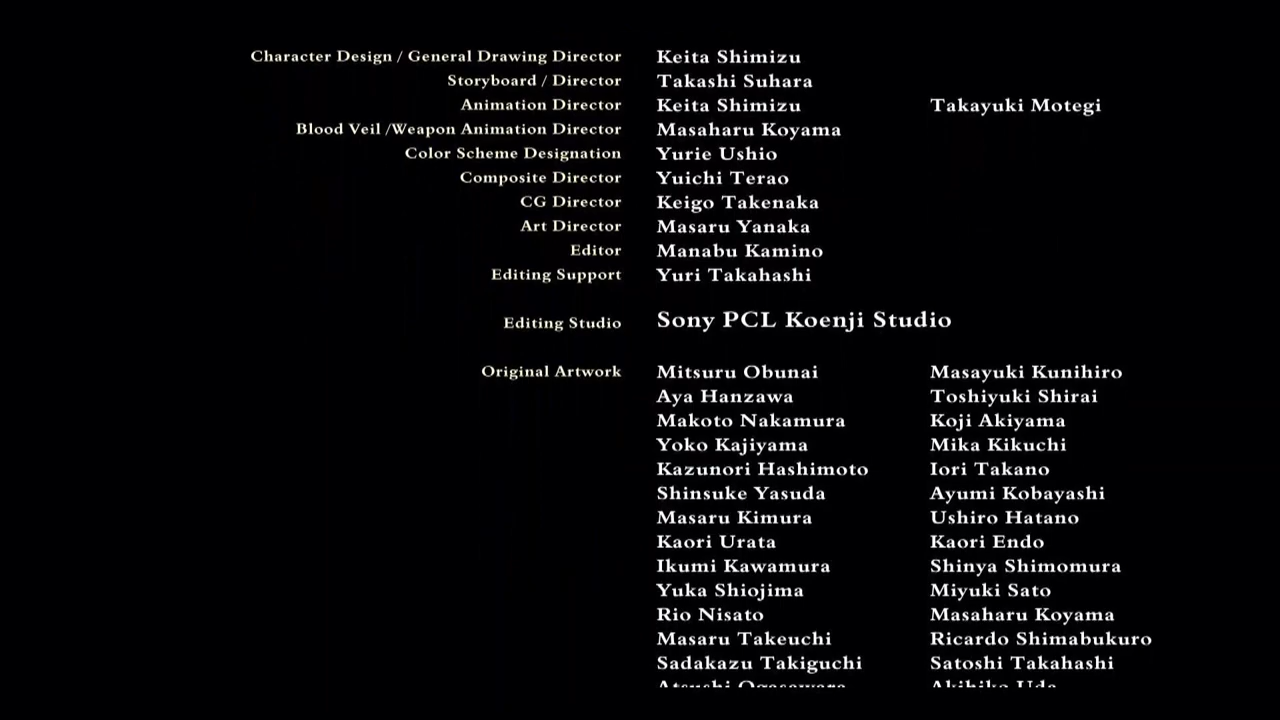 Character Design / General Drawing Director Keita Shimizu
Storyboard / Director Takashi Suhara
Animation Director Keita Shimizu Takayuki Motegi
Blood Veil /Weapon Animation Director Masaharu Koyama
Color Scheme Designation Yurie Ushio
Composite Director Yuichi Terao
CG Director Keigo Takenaka
Art Director Masaru Yanaka
Editor Manabu Kamino
Editing Support Yuri Takahashi
Editing Studio Sony PCL Koenji Studio
Original Artwork Mitsuru Obunai Masayuki Kunihiro
Aya Hanzawa Toshiyuki Shirai
Makoto Nakamura Koji Akiyama
Yoko Kajiyama Mika Kikuchi
Kazunori Hashimoto Iori Takano
Shinsuke Yasuda Ayumi Kobayashi
Masaru Kimura Ushiro Hatano
Kaori Urata Kaori Endo
Ikumi Kawamura Shinya Shimomura
Yuka Shiojima Miyuki Sato
Rio Nisato Masaharu Koyama
Masaru Takeuchi Ricardo Shimabukuro
Sadakazu Takiguchi Satoshi Takahashi